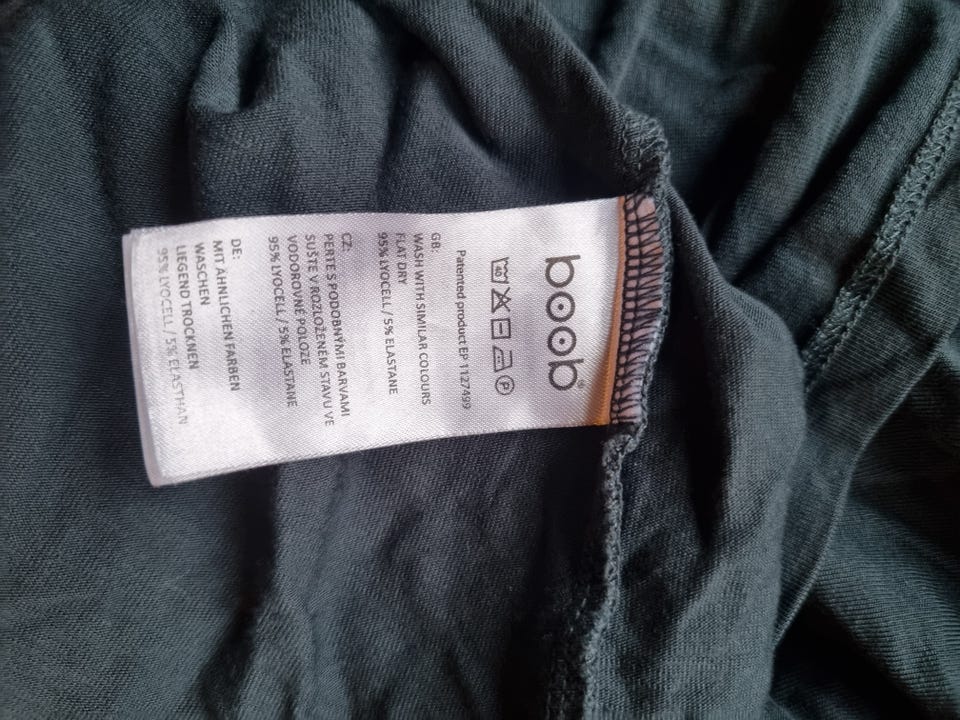 boob®
40 P
Patented product EP 1127499
GB:
WASH WITH SIMILAR COLOURS
FLAT DRY
95% LYOCELL / 5% ELASTANE
CZ:
PERTE S PODOBNÝMI BARVAMI
SUŠTE V ROZLOŽENÉM STAVU VE
VODOROVNÉ POLOZE
95% LYOCELL / 5% ELASTANE
DE:
MIT ÄHNLICHEN FARBEN
WASCHEN
LIEGEND TROCKNEN
95% LYOCELL / 5% ELASTHAN